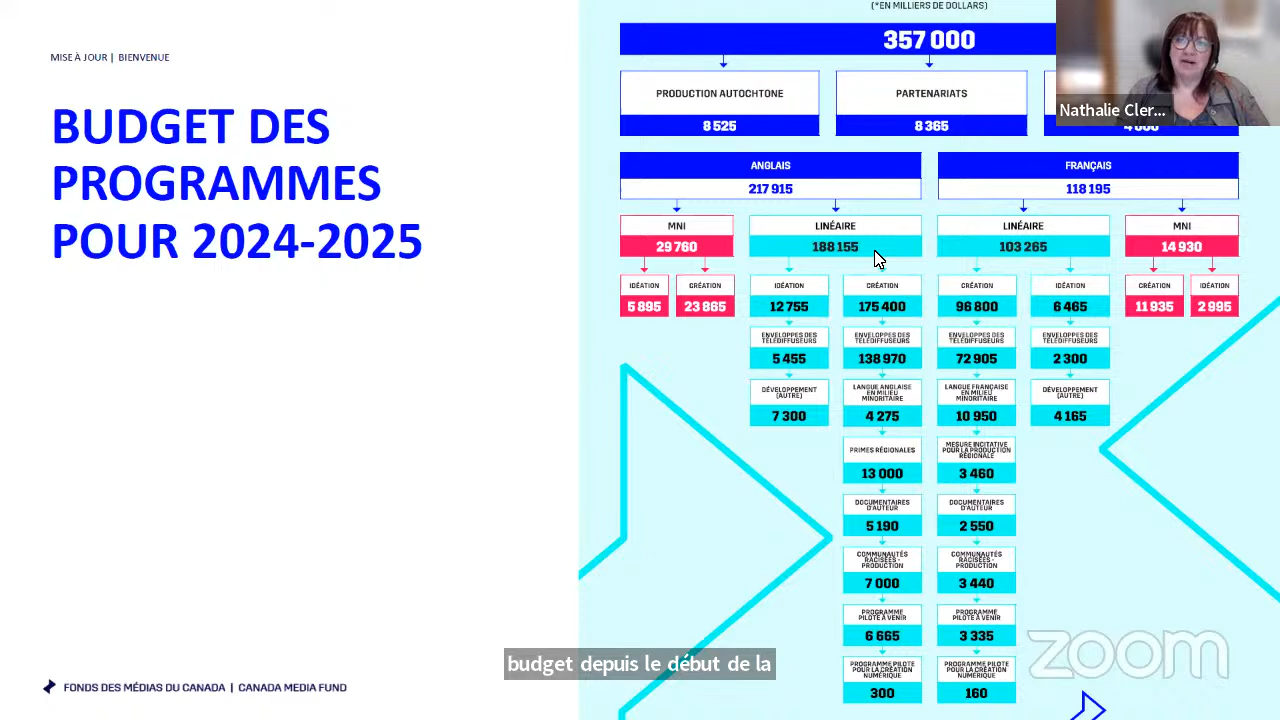 (*EN MILLIERS DE DOLLARS)
357 000
MISE À JOUR | BIENVENUE
BUDGET DES
PROGRAMMES
POUR 2024-2025
PRODUCTION AUTOCHTONE
8 525
PARTENARIATS
8 365
4 000
Nathalie Cler...
ANGLAIS
217 915
FRANÇAIS
118 195
MNI
29 760
LINÉAIRE
188 155
LINÉAIRE
103 265
MNI
14 930
IDÉATION
5 895
CRÉATION
23 865
IDÉATION
12 755
CRÉATION
175 400
CRÉATION
96 800
IDÉATION
6 465
CRÉATION
11 935
IDÉATION
2 995
ENVELOPPES DES
TÉLÉDIFFUSEURS
5 455
ENVELOPPES DES
TÉLÉDIFFUSEURS
138 970
ENVELOPPES DES
TÉLÉDIFFUSEURS
72 905
ENVELOPPES DES
TÉLÉDIFFUSEURS
2 300
DÉVELOPPEMENT
(AUTRE)
7 300
LANGUE ANGLAISE
EN MILIEU
MINORITAIRE
4 275
LANGUE FRANÇAISE
EN MILIEU
MINORITAIRE
10 950
DÉVELOPPEMENT
(AUTRE)
4 165
PRIMES RÉGIONALES
13 000
MESURE INCITATIVE
POUR LA PRODUCTION
RÉGIONALE
3 460
DOCUMENTAIRES
D'AUTEUR
5 190
DOCUMENTAIRES
D'AUTEUR
2 550
COMMUNAUTÉS
RACISÉES -
PRODUCTION
7 000
COMMUNAUTÉS
RACISÉES -
PRODUCTION
3 440
PROGRAMME
PILOTE À VENIR
6 665
PROGRAMME
PILOTE À VENIR
3 335
PROGRAMME PILOTE
POUR LA CRÉATION
NUMÉRIQUE
300
PROGRAMME PILOTE
POUR LA CRÉATION
NUMÉRIQUE
160
budget depuis le début de la
zoom
FONDS DES MÉDIAS DU CANADA | CANADA MEDIA FUND